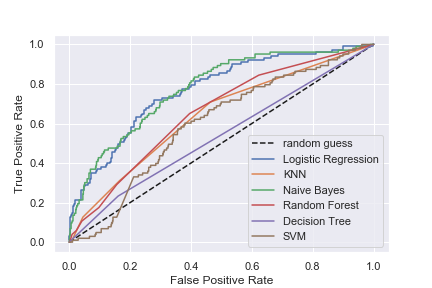 1.0
0.8
0.6
0.4
0.2
0.0
True Positive Rate
random guess
Logistic Regression
KNN
Naive Bayes
Random Forest
Decision Tree
SVM
0.0 0.2 0.4 0.6 0.8 1.0
False Positive Rate